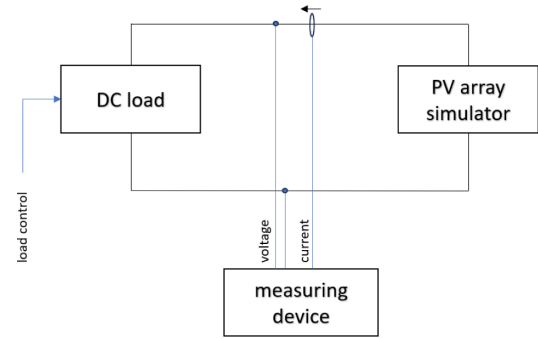 DC load
PV array
simulator
load control
voltage
current
measuring
device